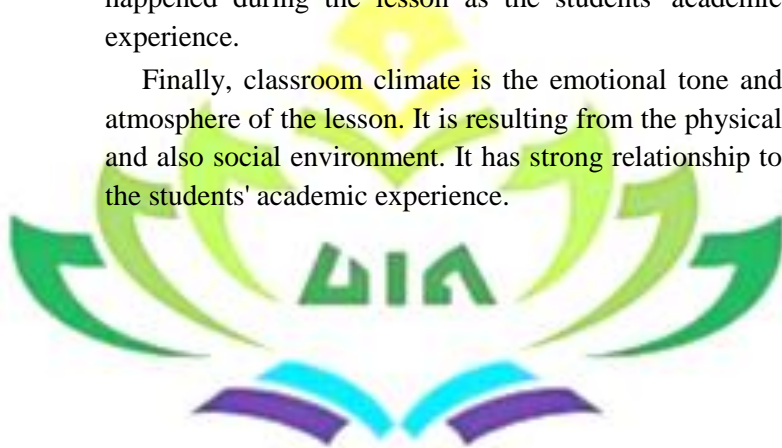 happened during the lesson as the students' academic
experience.
Finally, classroom climate is the emotional tone and
atmosphere of the lesson. It is resulting from the physical
and also social environment. It has strong relationship to
the students' academic experience.
UIN